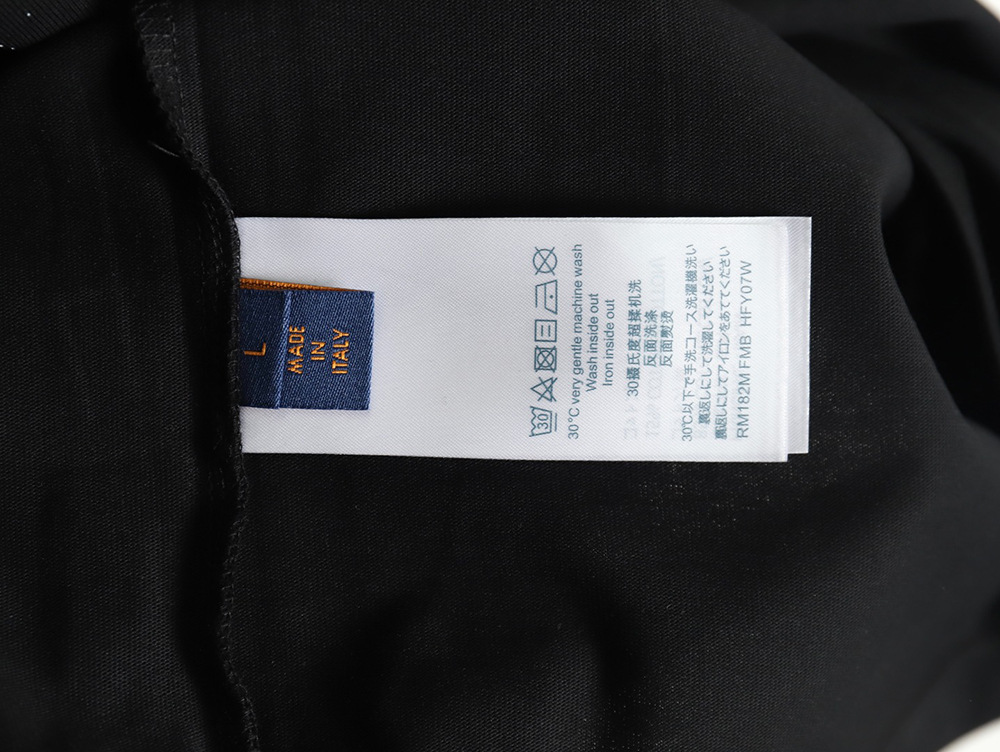 L
MADE
IN
ITALY
30
30°C very gentle machine wash
Wash inside out
Iron inside out
30摄氏度超揉机洗
反面洗涤
反面熨烫
30℃以下で手洗コース洗濯機洗い
裏返しにして洗濯してください
裏返しにしてアイロンをあててください
RM182M FMB HFY07W